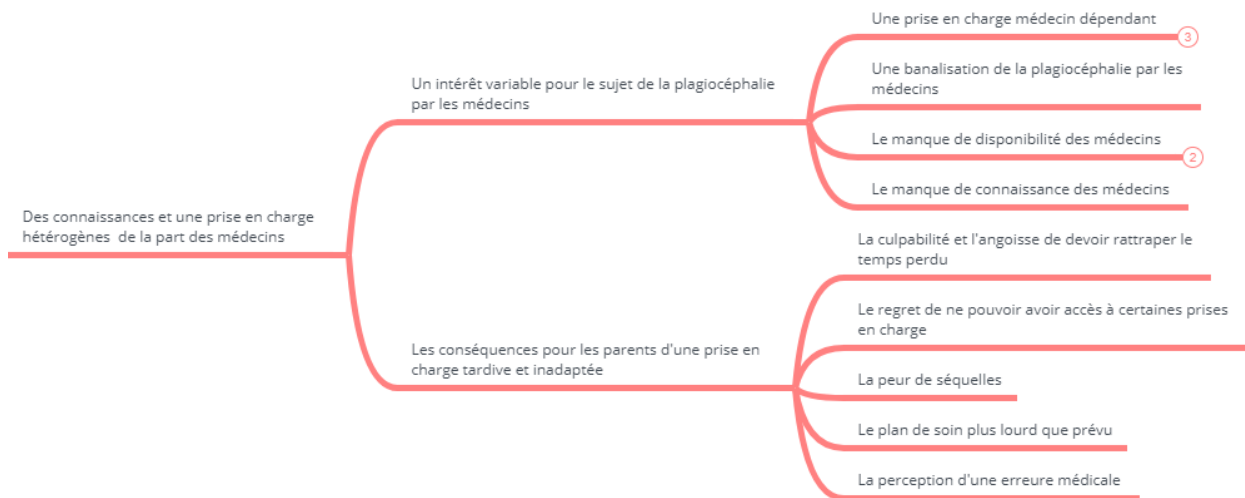 Des connaissances et une prise en charge
hétérogènes de la part des médecins
Un intérêt variable pour le sujet de la plagiocéphalie
par les médecins
Une prise en charge médecin dépendant
3
Une banalisation de la plagiocéphalie par les
médecins
Le manque de disponibilité des médecins
2
Le manque de connaissance des médecins
Les conséquences pour les parents d'une prise en
charge tardive et inadaptée
La culpabilité et l'angoisse de devoir rattraper le
temps perdu
Le regret de ne pouvoir avoir accès à certaines prises
en charge
La peur de séquelles
Le plan de soin plus lourd que prévu
La perception d'une erreure médicale